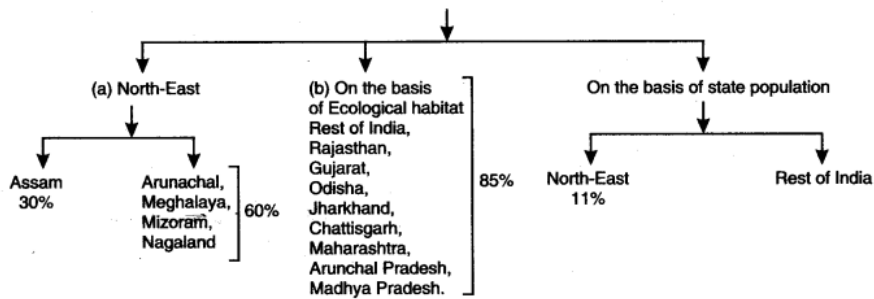 (a) North-East
Assam
30%
Arunachal,
Meghalaya,
Mizoram,
Nagaland
60%
(b) On the basis
of Ecological habitat
Rest of India,
Rajasthan,
Gujarat,
Odisha,
Jharkhand,
Chattisgarh,
Maharashtra,
Arunchal Pradesh,
Madhya Pradesh.
85%
On the basis of state population
North-East
11%
Rest of India